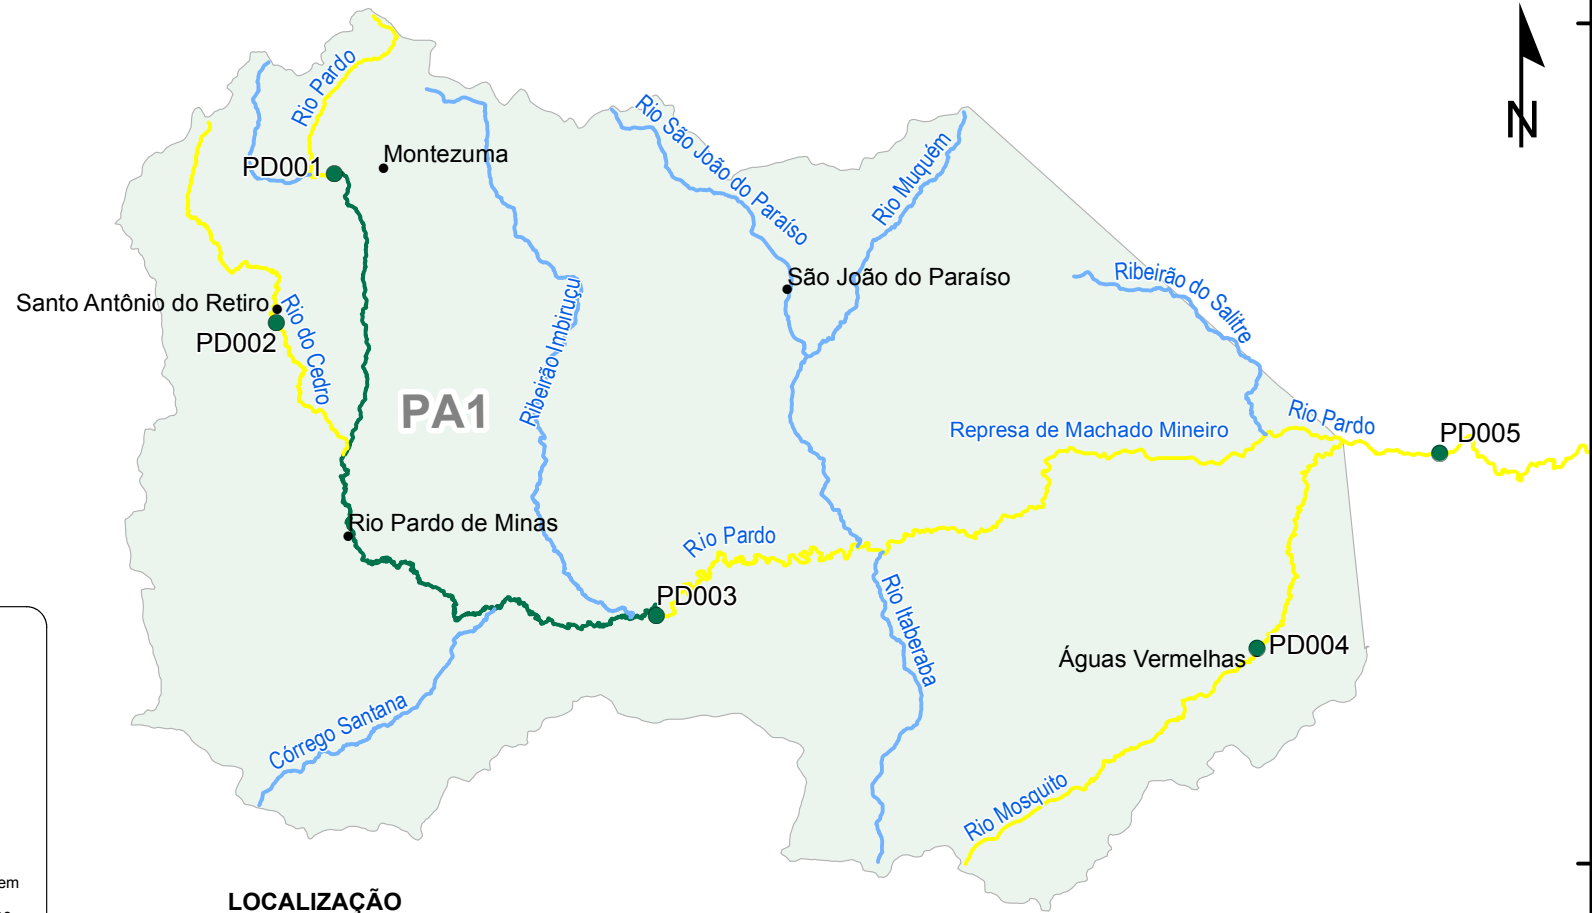 N
Rio Pardo
PD001
Montezuma
Rio São João do Paraíso
Rio Muquém
São João do Paraíso
Ribeirão do Salitre
Santo Antônio do Retiro
Rio do Cedro
PD002
Ribeirão Imbiruçu
PA1
Represa de Machado Mineiro
Rio Pardo
PD005
Rio Pardo de Minas
Rio Pardo
PD003
Rio Itaberaba
Águas Vermelhas
PD004
Córrego Santana
Rio Mosquito
em
LOCALIZAÇÃO